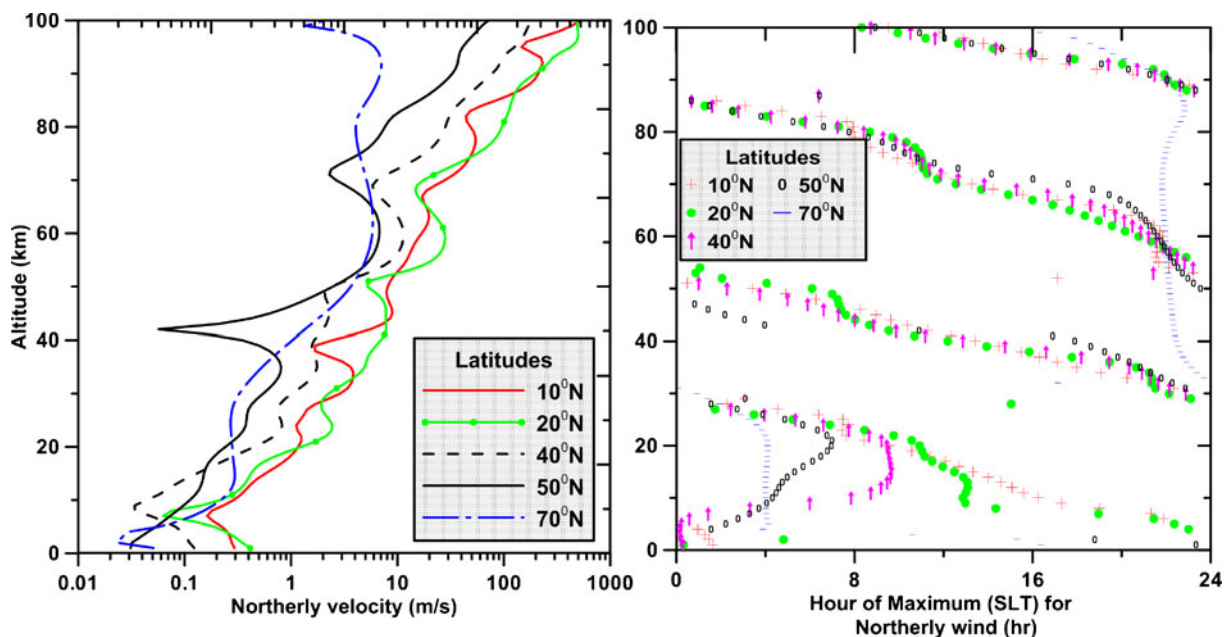 100
80
60
40
20
0
Altitude (km)
0.01 0.1 1 10 100 1000
Northerly velocity (m/s)
Latitudes
10⁰N
20⁰N
40⁰N
50⁰N
70⁰N
100
80
60
40
20
0
0 8 16 24
Hour of Maximum (SLT) for
Northerly wind (hr)
Latitudes
10⁰N 50⁰N
20⁰N 70⁰N
40⁰N